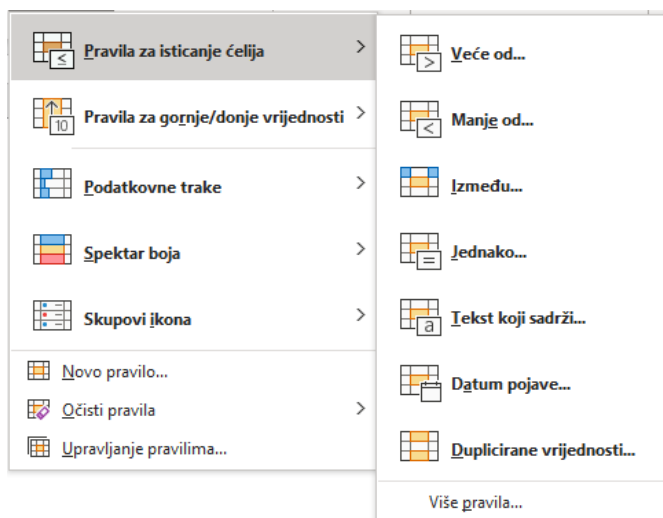 Pravila za isticanje ćelija
Pravila za gornje/donje vrijednosti
10
Podatkovne trake
Spektar boja
Skupovi ikona
Novo pravilo...
Očisti pravila
Upravljanje pravilima...
Veće od...
Manje od...
Između...
Jednako...
Tekst koji sadrži...
a
Datum pojave...
Duplicirane vrijednosti...
Više pravila...